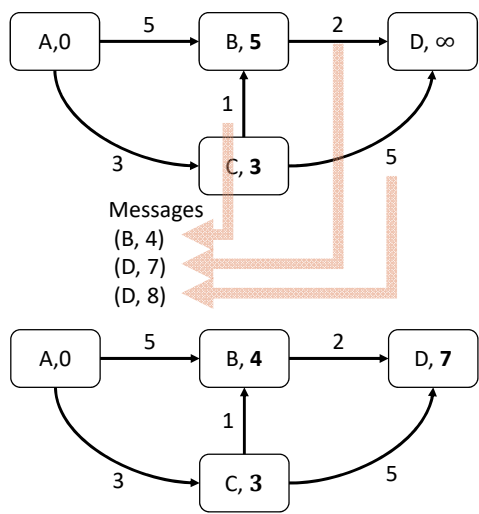 5
2
A,0
B, 5
D, ∞
1
3
C, 3
5
Messages
(B, 4)
(D, 7)
(D, 8)
5
2
A,0
B, 4
D, 7
1
3
C, 3
5